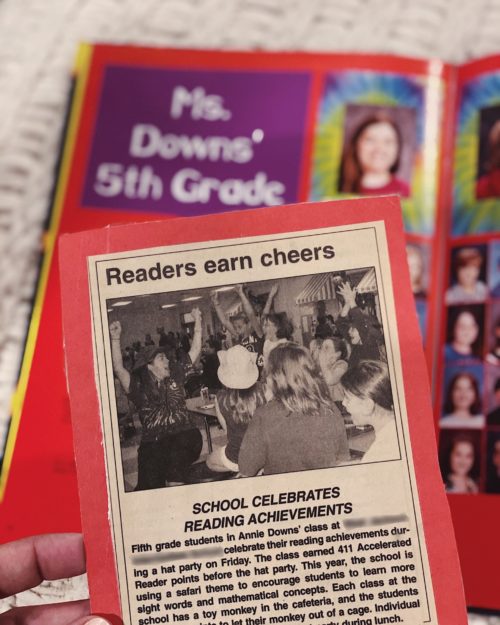 Ms.
Downs'
5th Grade
Readers earn cheers
SCHOOL CELEBRATES
READING ACHIEVEMENTS
Fifth grade students in Annie Downs' class at
celebrate their reading achievements dur-
ing a hat party on Friday. The class earned 411 Accelerated
Reader points before the hat party. This year, the school is
using a safari theme to encourage students to learn more
sight words and mathematical concepts. Each class at the
school has a toy monkey in the cafeteria, and the students
to let their monkey out of a cage. Individual
party during lunch.